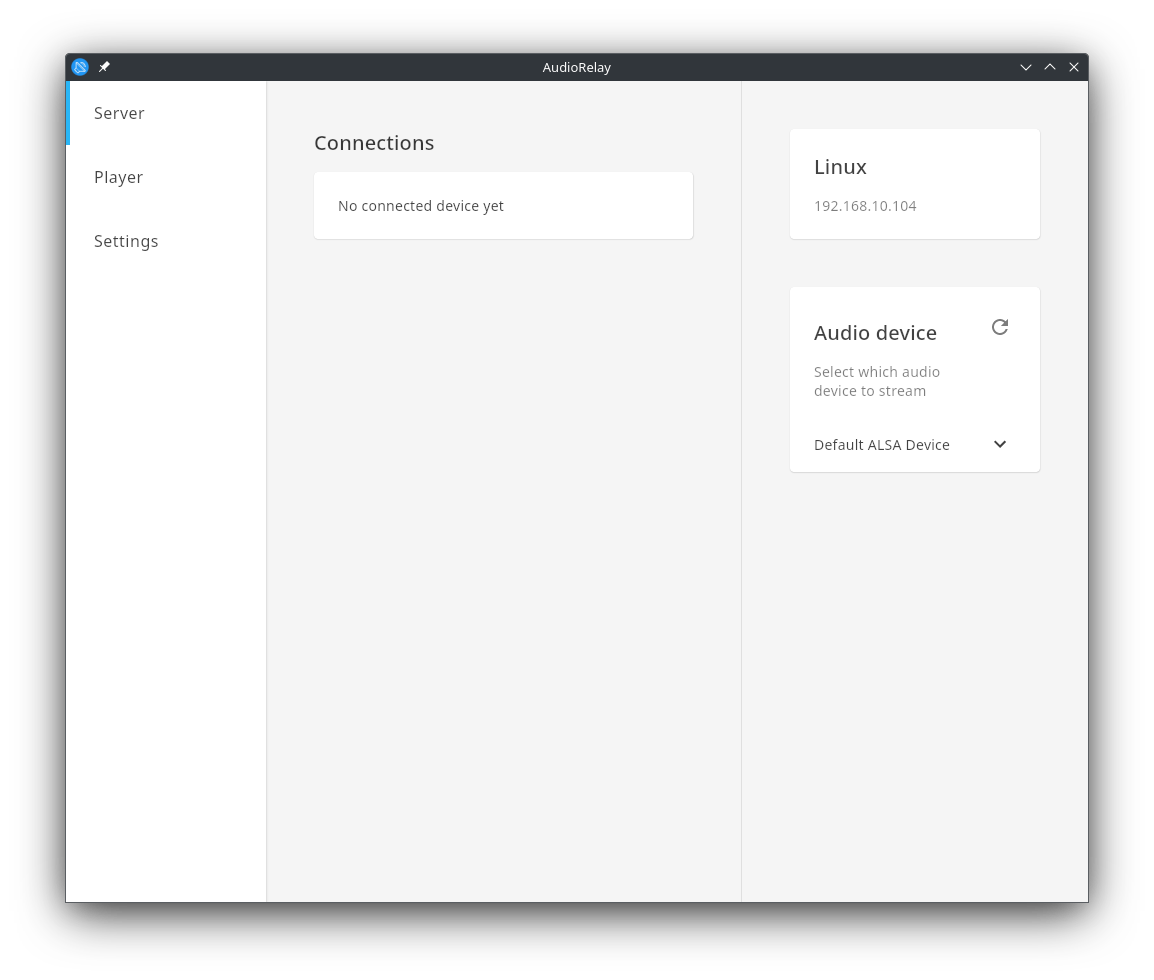 AudioRelay
Server
Player
Settings
Connections
No connected device yet
Linux
192.168.10.104
Audio device
Select which audio
device to stream
Default ALSA Device